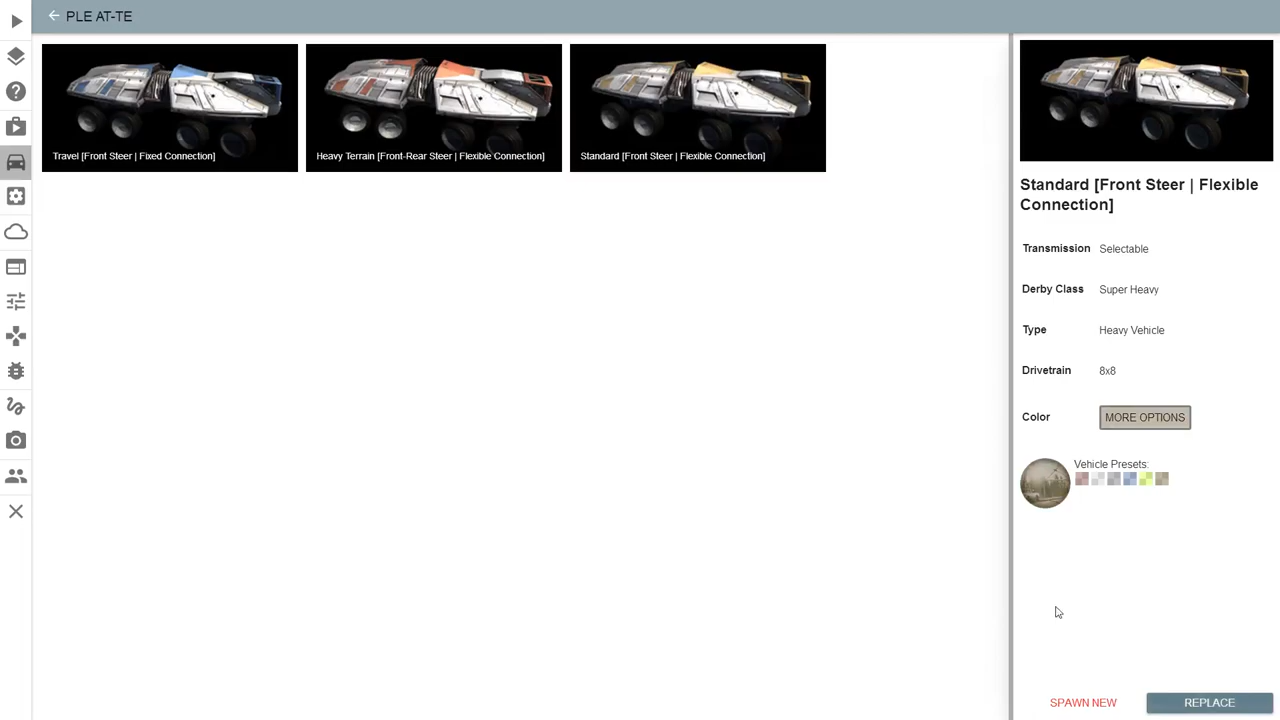 PLE AT-TE
Travel [Front Steer | Fixed Connection]
Heavy Terrain [Front-Rear Steer | Flexible Connection]
Standard [Front Steer | Flexible Connection]
Standard [Front Steer | Flexible
Connection]
Transmission Selectable
Derby Class Super Heavy
Type Heavy Vehicle
Drivetrain 8x8
Color MORE OPTIONS
Vehicle Presets:
SPAWN NEW REPLACE